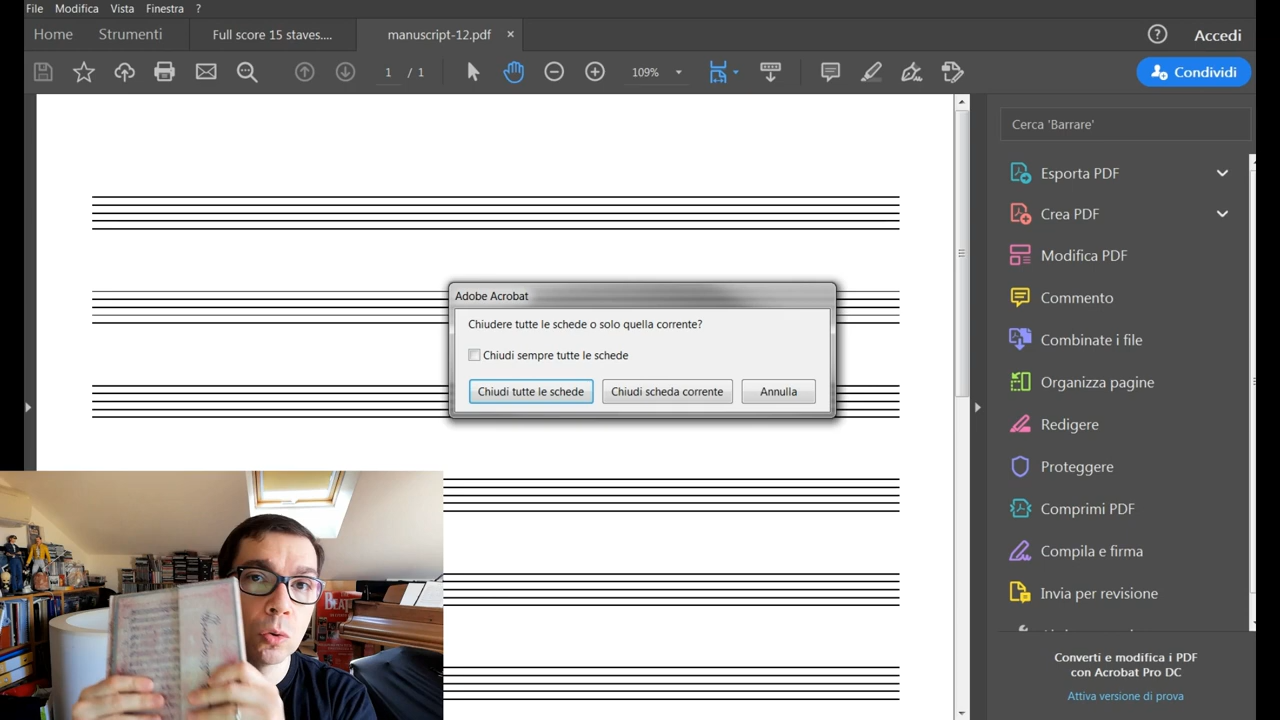 File Modifica Vista Finestra ?
Home Strumenti Full score 15 staves.... manuscript-12.pdf × ? Accedi
1 / 1 109% Condividi
Cerca 'Barrare'
Esporta PDF
Crea PDF
Modifica PDF
Commento
Combinate i file
Organizza pagine
Redigere
Proteggere
Comprimi PDF
Compila e firma
Invia per revisione
Converti e modifica i PDF
con Acrobat Pro DC
Attiva versione di prova
Adobe Acrobat
Chiudere tutte le schede o solo quella corrente?
Chiudi sempre tutte le schede
Chiudi tutte le schede Chiudi scheda corrente Annulla
BEAT